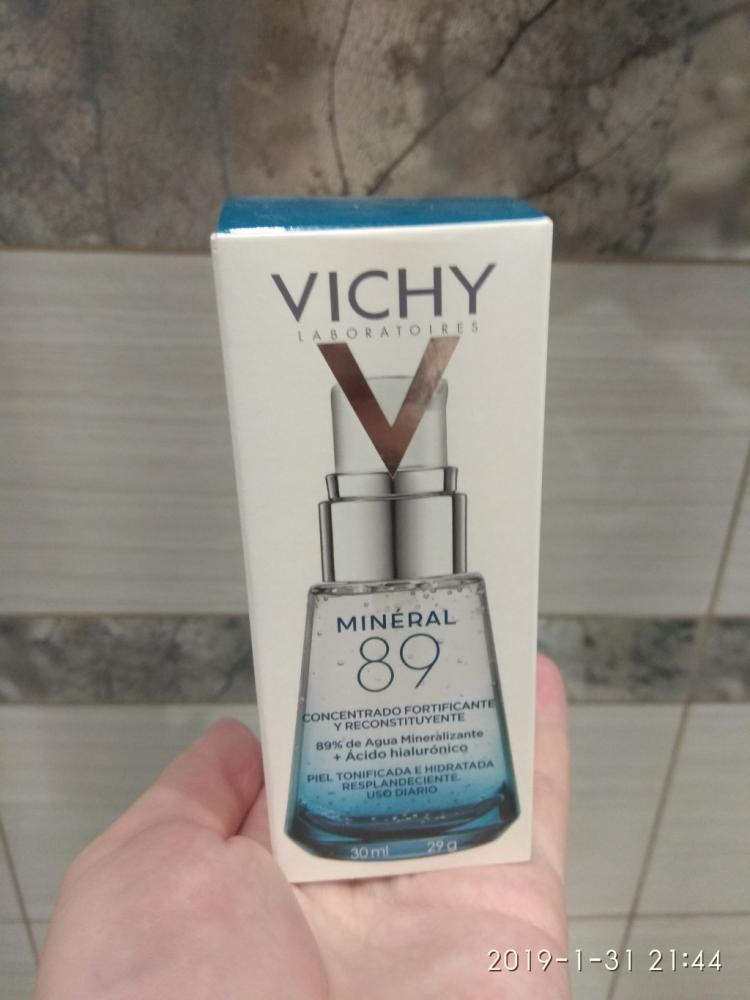 VICHY
LABORATOIRES
MINÉRAL
89
CONCENTRADO FORTIFICANTE
Y RECONSTITUYENTE
89% de Agua Mineralizante
+ Ácido hialurónico
PIEL TONIFICADA E HIDRATADA
RESPLANDECIENTE.
USO DIARIO
30 ml 29 g
2019-1-31 21:44